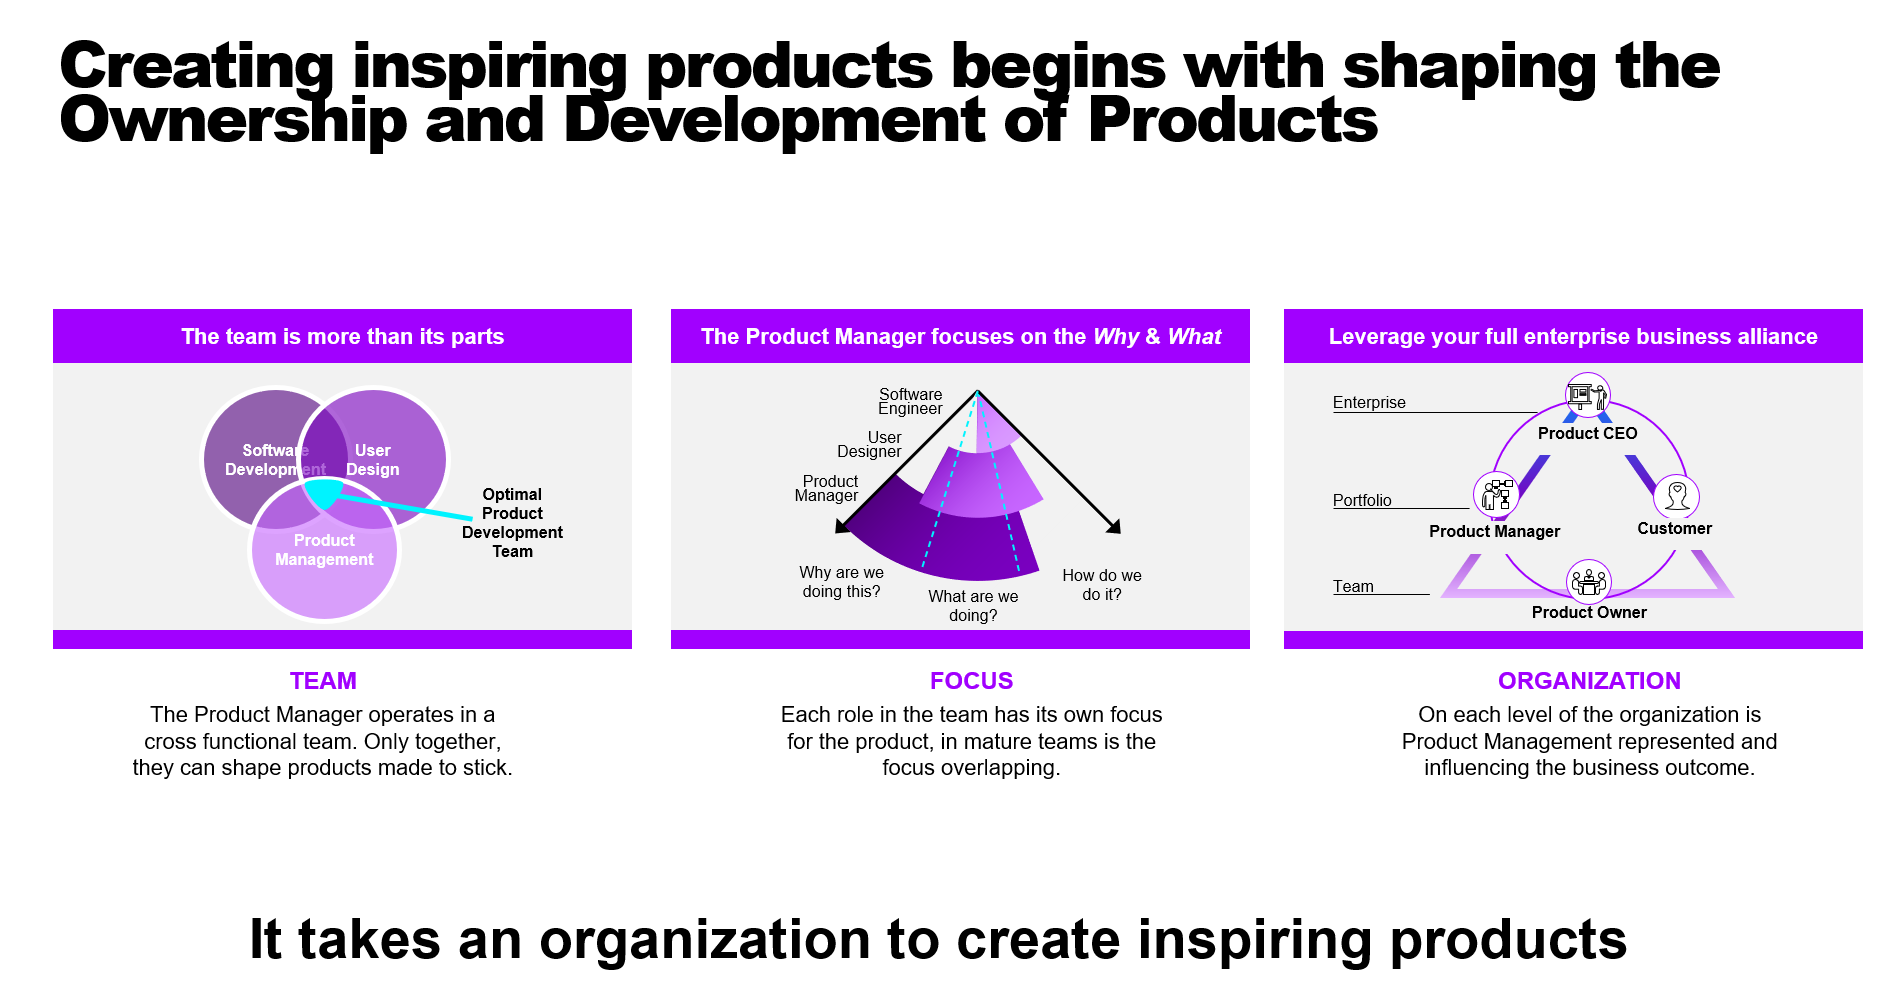 Creating inspiring products begins with shaping the
Ownership and Development of Products
The team is more than its parts
Software
Development
User
Design
Product
Management
Optimal
Product
Development
Team
TEAM
The Product Manager operates in a
cross functional team. Only together,
they can shape products made to stick.
The Product Manager focuses on the Why & What
Software
Engineer
User
Designer
Product
Manager
Why are we
doing this?
What are we
doing?
How do we
do it?
FOCUS
Each role in the team has its own focus
for the product, in mature teams is the
focus overlapping.
Leverage your full enterprise business alliance
Enterprise
Product CEO
Portfolio
Product Manager
Customer
Team
Product Owner
ORGANIZATION
On each level of the organization is
Product Management represented and
influencing the business outcome.
It takes an organization to create inspiring products